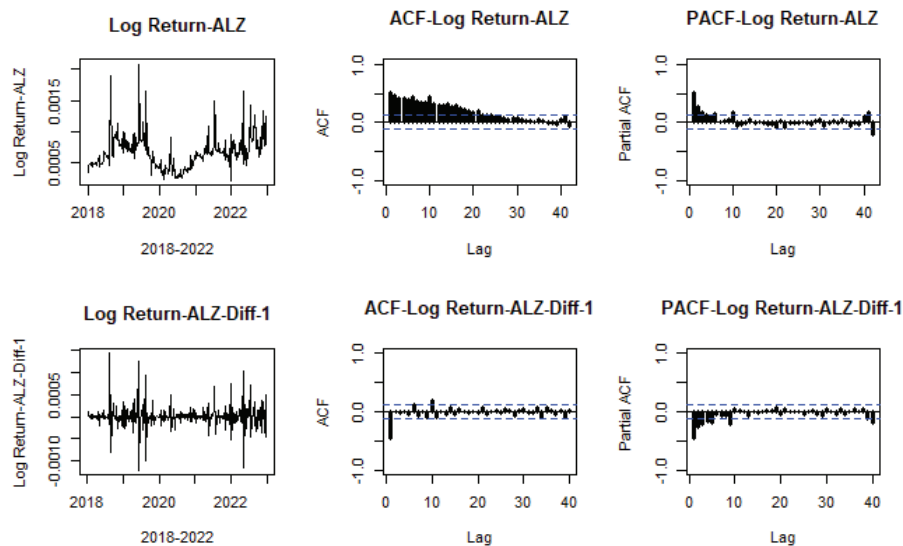 Log Return-ALZ
Log Return-ALZ
0.0015
0.0005
2018 2020 2022
2018-2022
ACF-Log Return-ALZ
ACF
1.0
0.0
-1.0
0 10 20 30 40
Lag
PACF-Log Return-ALZ
Partial ACF
1.0
0.0
-1.0
0 10 20 30 40
Lag
Log Return-ALZ-Diff-1
Log Return-ALZ-Diff-1
0.0005
-0.0010
2018 2020 2022
2018-2022
ACF-Log Return-ALZ-Diff-1
ACF
1.0
0.0
-1.0
0 10 20 30 40
Lag
PACF-Log Return-ALZ-Diff-1
Partial ACF
1.0
0.0
-1.0
0 10 20 30 40
Lag